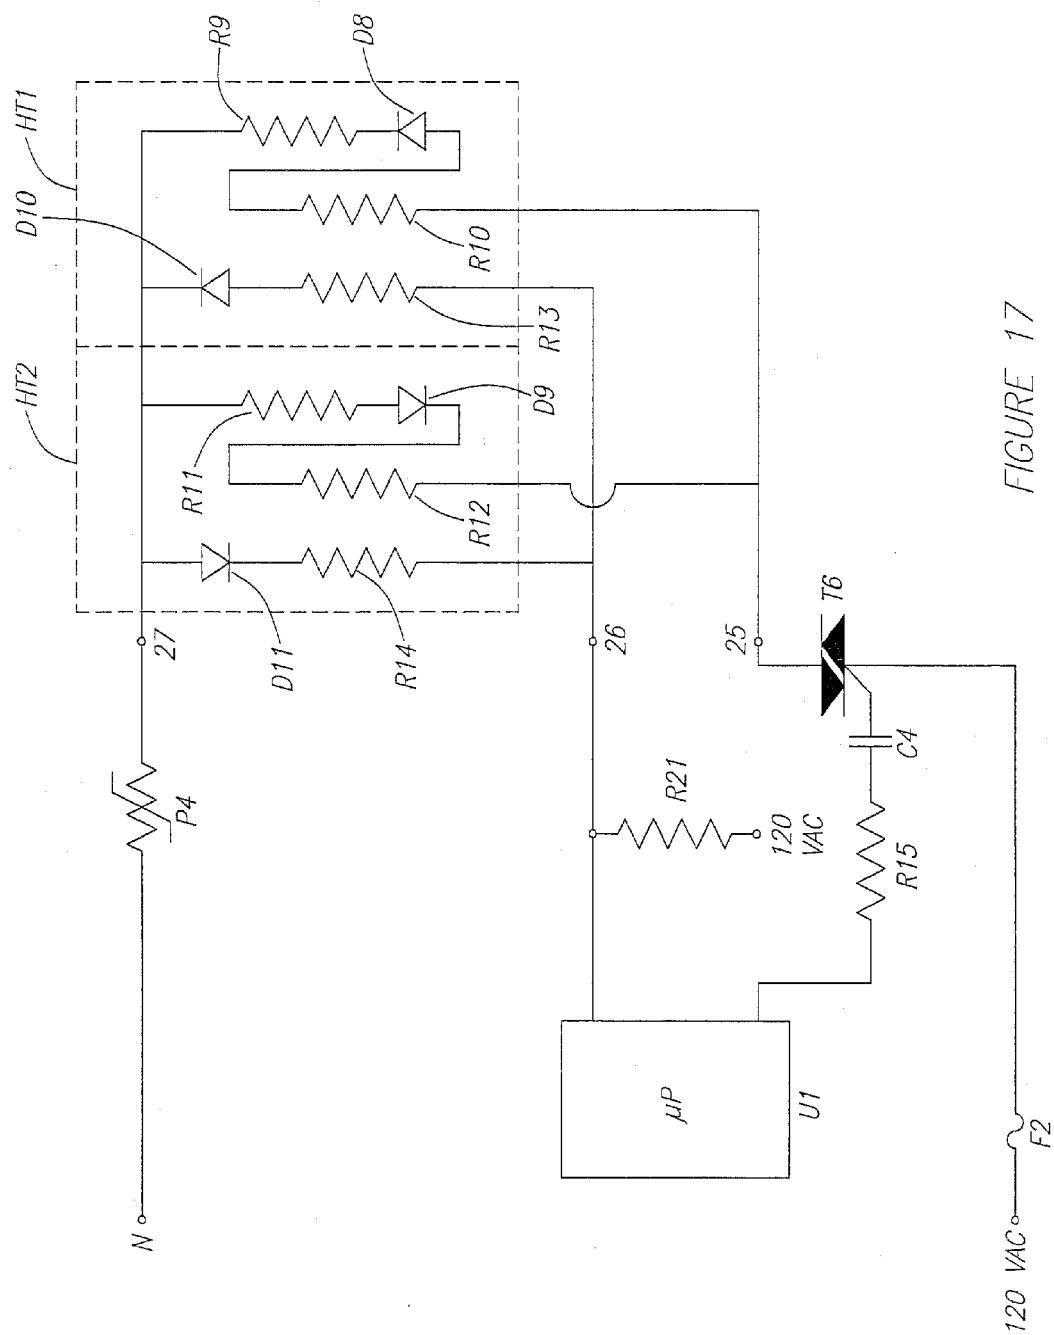 HT1
R9
D8
D10
R10
R13
HT2
D9
R11
R12
D11
R14
27
26
25
T6
P4
R21
120
VAC
C4
R15
µP
U1
N
F2
120 VAC
FIGURE 17